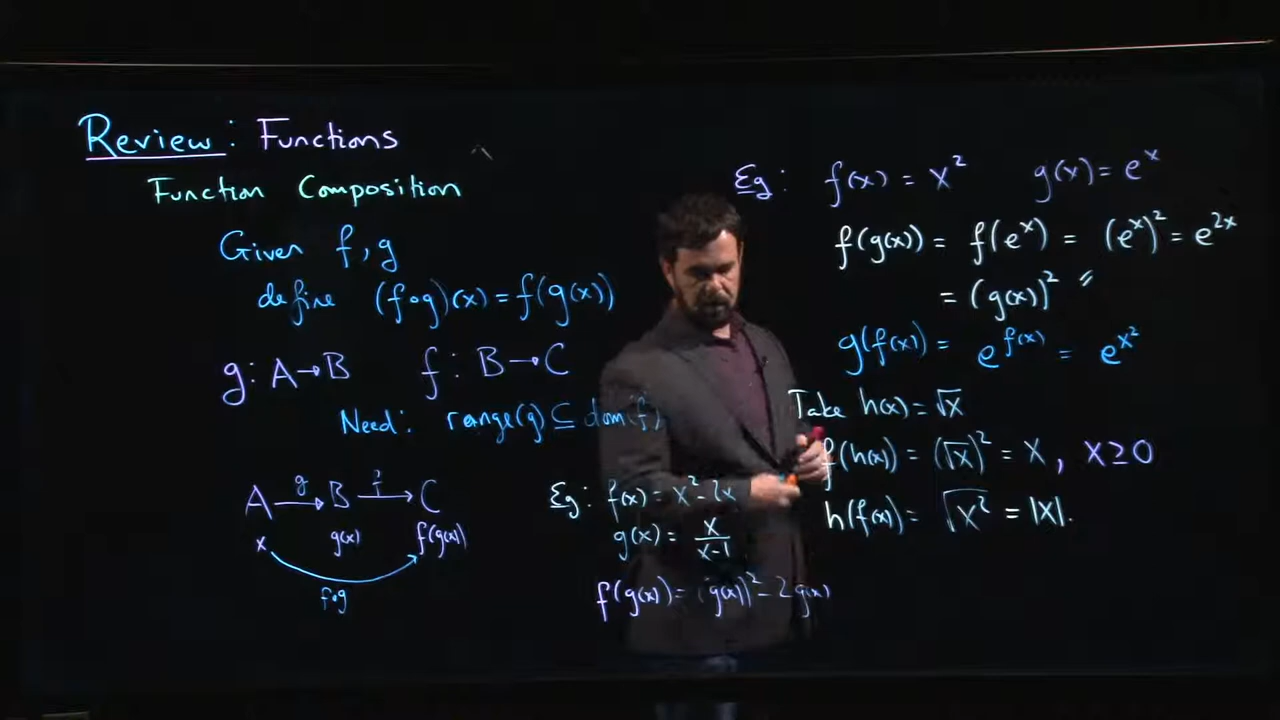 Review: Functions
Function Composition
Given f, g
define (f∘g)(x) = f(g(x))
g: A→B f: B→C
Need: range(g) ⊆ dom(f)
A g→ B f→ C
x g(x) f(g(x))
f∘g
Eg: f(x) = x² - 2x
g(x) = x/(x-1)
f(g(x)) = (g(x))² - 2g(x)
Eg: f(x) = x² g(x) = eˣ
f(g(x)) = f(eˣ) = (eˣ)² = e²ˣ
= (g(x))² "
g(f(x)) = e^f(x) = e^x²
Take h(x) = √x
f(h(x)) = (√x)² = x, x ≥ 0
h(f(x)) = √x² = |x|.